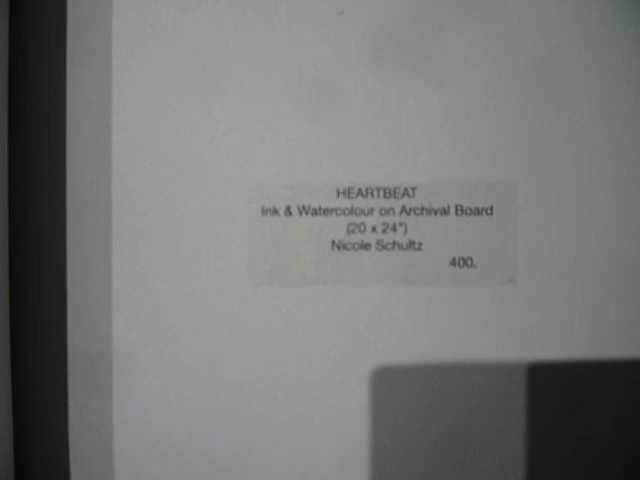 HEARTBEAT
Ink & Watercolour on Archival Board
(20 x 24")
Nicole Schultz
400.